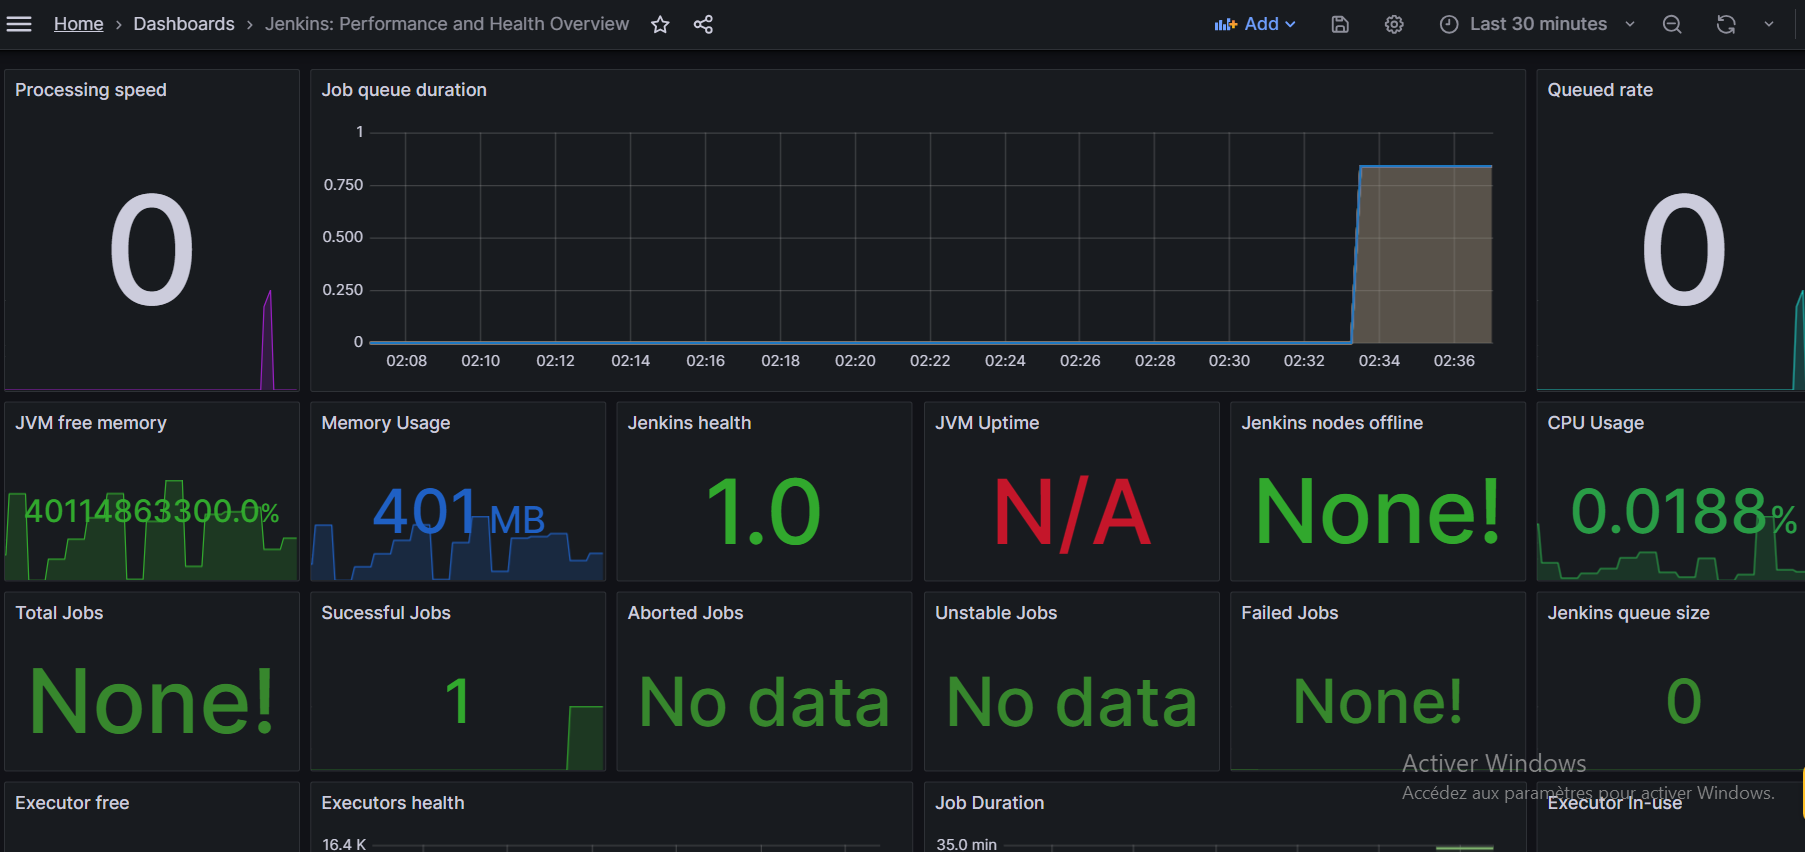 Home › Dashboards › Jenkins: Performance and Health Overview
Add
Last 30 minutes
Processing speed
0
Job queue duration
1
0.750
0.500
0.250
0
02:08 02:10 02:12 02:14 02:16 02:18 02:20 02:22 02:24 02:26 02:28 02:30 02:32 02:34 02:36
Queued rate
0
JVM free memory
40114863300.0%
Memory Usage
401 MB
Jenkins health
1.0
JVM Uptime
N/A
Jenkins nodes offline
None!
CPU Usage
0.0188%
Total Jobs
None!
Sucessful Jobs
1
Aborted Jobs
No data
Unstable Jobs
No data
Failed Jobs
None!
Jenkins queue size
0
Activer Windows
Accédez aux paramètres pour activer Windows.
Executor free
Executors health
16.4 K
Job Duration
35.0 min
Executor In-use